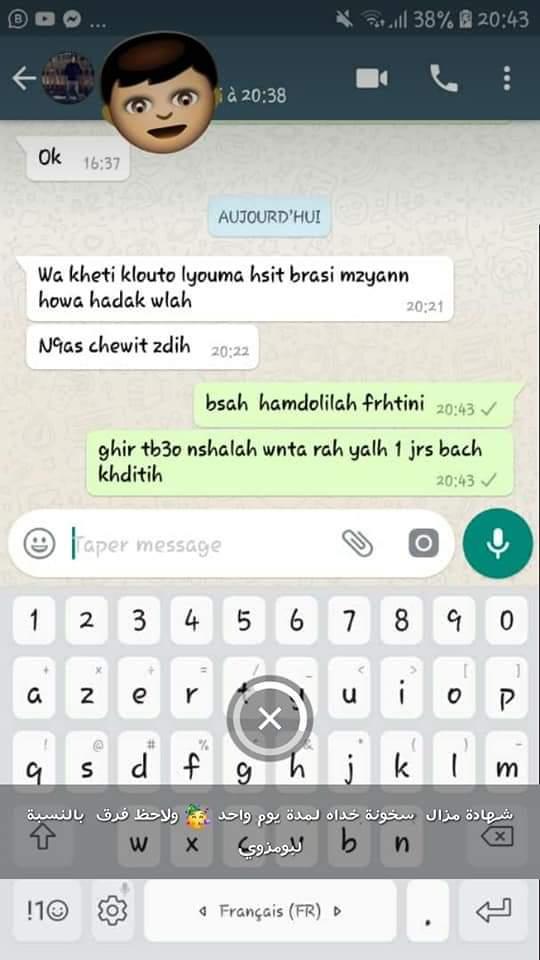 38% 20:43
i à 20:38
Ok 16:37
AUJOURD'HUI
Wa kheti klouto lyouma hsit brasi mzyann
howa hadak wlah
20:21
N9as chewit zdih 20:22
bsah hamdolilah frhtini 20:43
ghir tb3o nshalah wnta rah yalh 1 jrs bach
khditih
20:43
Taper message
1 2 3 4 5 6 7 8 9 0
a z e r t y u i o p
q s d f g h j k l m
شهادة مزال سخونة خداه لمدة يوم واحد 🥳 ولاحظ فرق بالنسبة
لبومزوي
w x c v b n
!1☺ Français (FR) .